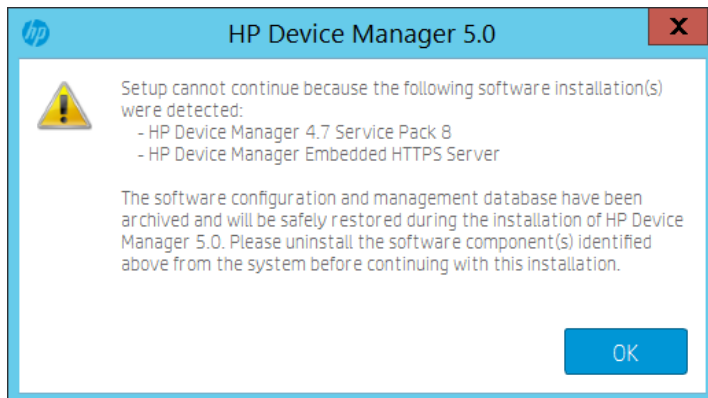 hp
HP Device Manager 5.0
X
Setup cannot continue because the following software installation(s)
were detected:
- HP Device Manager 4.7 Service Pack 8
- HP Device Manager Embedded HTTPS Server
The software configuration and management database have been
archived and will be safely restored during the installation of HP Device
Manager 5.0. Please uninstall the software component(s) identified
above from the system before continuing with this installation.
OK